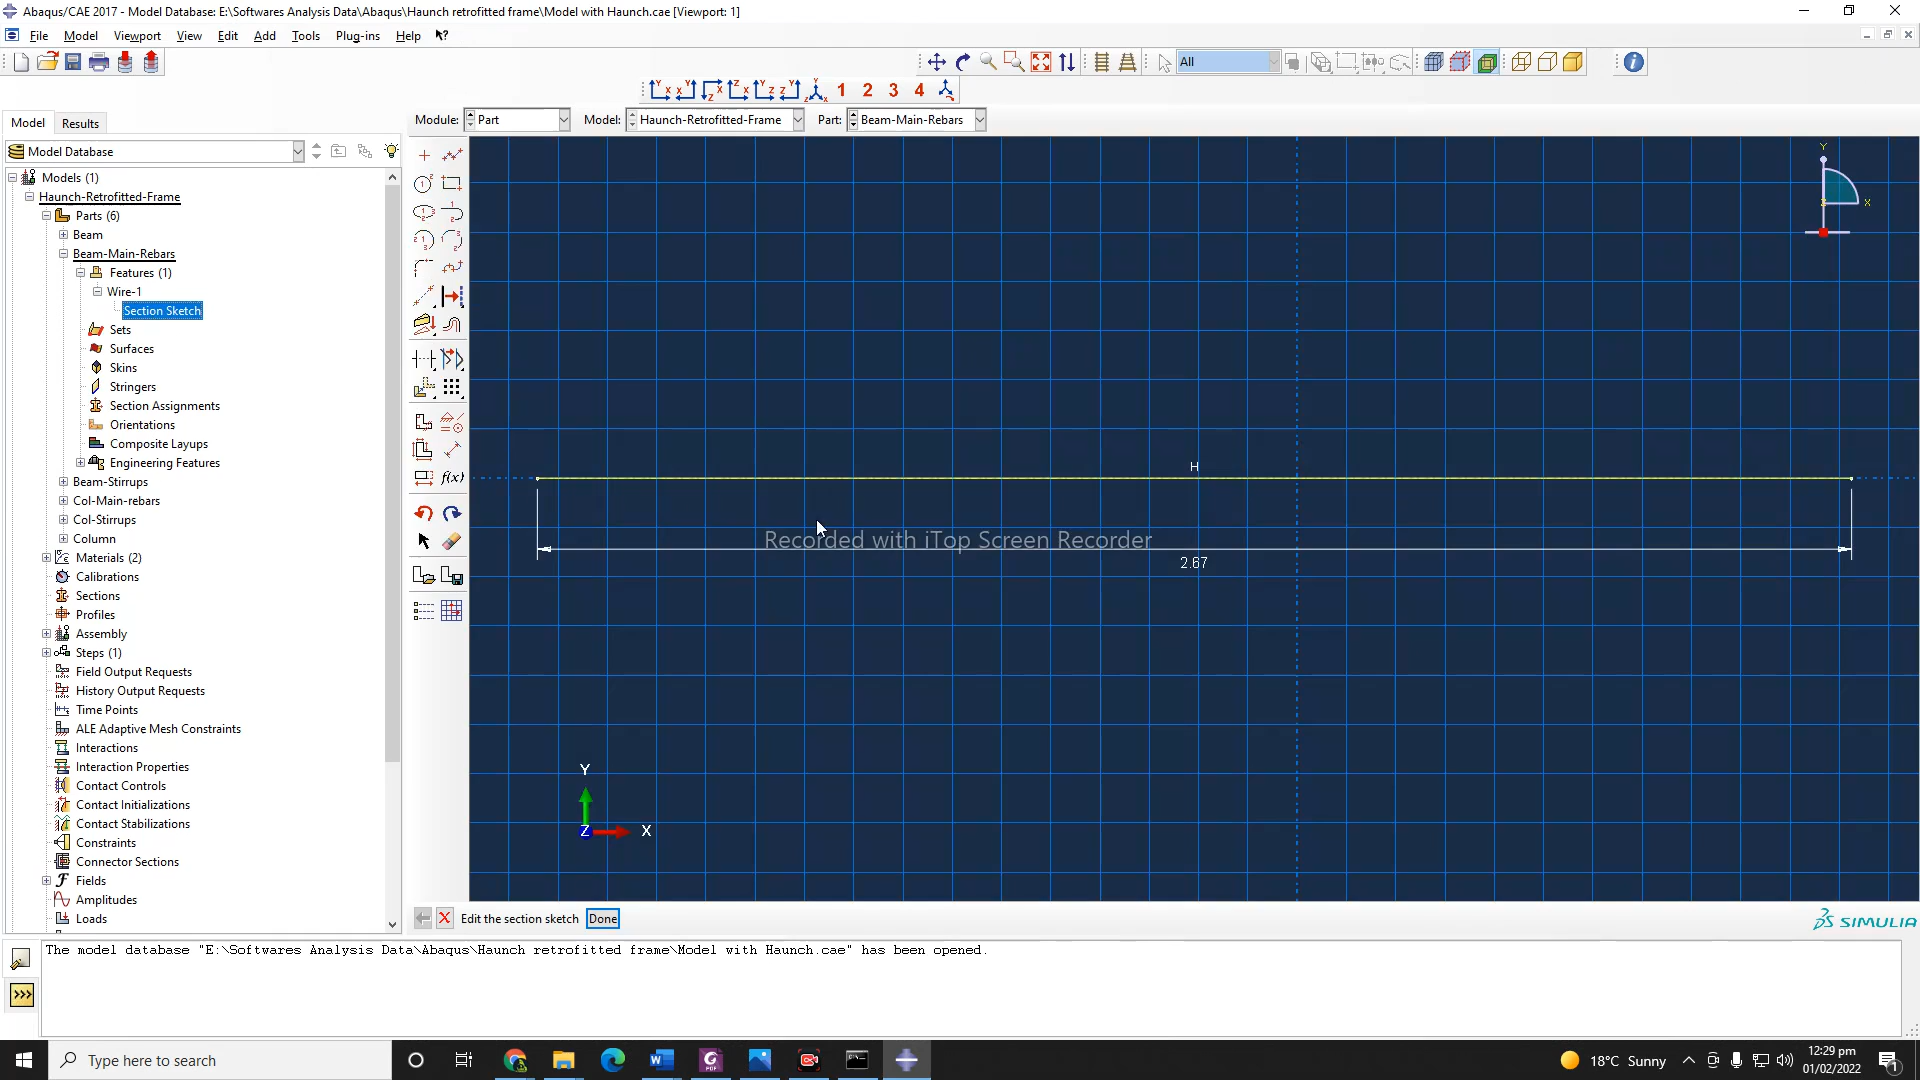 Abaqus/CAE 2017 - Model Database: E:\Softwares Analysis Data\Abaqus\Haunch retrofitted frame\Model with Haunch.cae [Viewport: 1]
File Model Viewport View Edit Add Tools Plug-ins Help
All
1 2 3 4
Model Results
Module: Part Model: Haunch-Retrofitted-Frame Part: Beam-Main-Rebars
Model Database
Models (1)
Haunch-Retrofitted-Frame
Parts (6)
Beam
Beam-Main-Rebars
Features (1)
Wire-1
Section Sketch
Sets
Surfaces
Skins
Stringers
Section Assignments
Orientations
Composite Layups
Engineering Features
Beam-Stirrups
Col-Main-rebars
Col-Stirrups
Column
Materials (2)
Calibrations
Sections
Profiles
Assembly
Steps (1)
Field Output Requests
History Output Requests
Time Points
ALE Adaptive Mesh Constraints
Interactions
Interaction Properties
Contact Controls
Contact Initializations
Contact Stabilizations
Constraints
Connector Sections
Fields
Amplitudes
Loads
f(x)
Y
X
Z
H
Recorded with iTop Screen Recorder
2.67
Y
Z X
Edit the section sketch Done
SIMULIA
The model database "E:\Softwares Analysis Data\Abaqus\Haunch retrofitted frame\Model with Haunch.cae" has been opened.
>>>
Type here to search
18°C Sunny
12:29 pm
01/02/2022
1